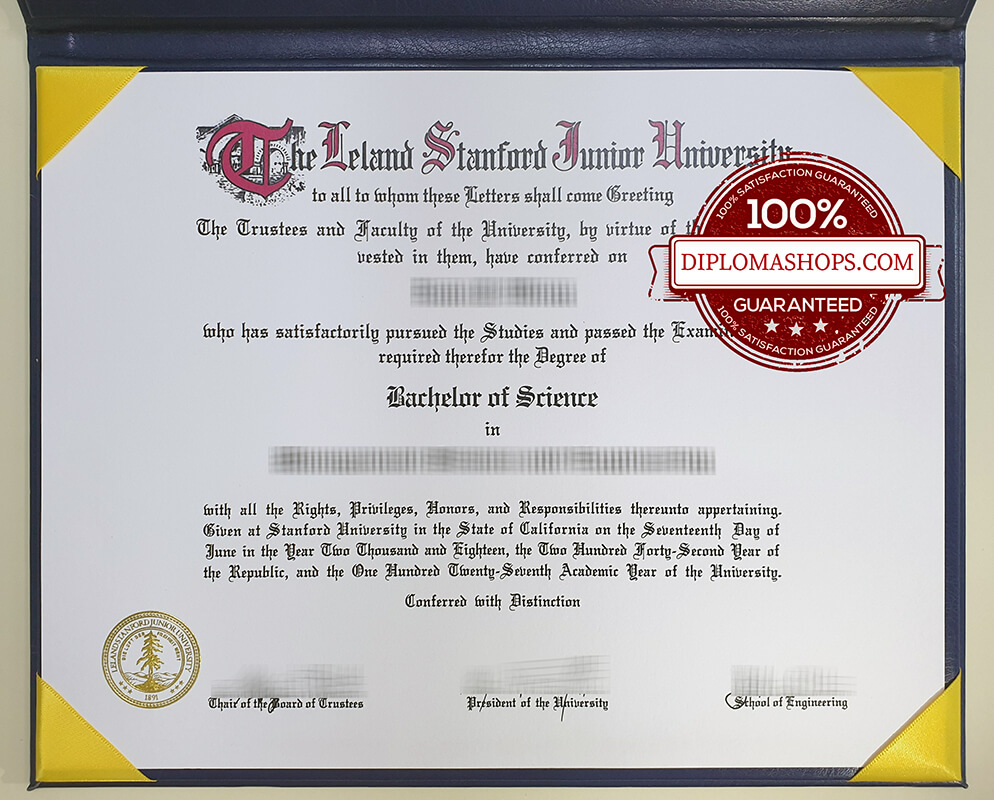 The Leland Stanford Junior University
to all to whom these Letters shall come Greeting
The Trustees and Faculty of the University, by virtue of
vested in them, have conferred on
who has satisfactorily pursued the Studies and passed the
required therefor the Degree of
Bachelor of Science
in
with all the Rights, Privileges, Honors, and Responsibilities thereunto appertaining.
Given at Stanford University in the State of California on the Seventeenth Day of
June in the Year Two Thousand and Eighteen, the Two Hundred Forty-Second Year of
the Republic, and the One Hundred Twenty-Seventh Academic Year of the University.
Conferred with Distinction
Chair of the Board of Trustees
President of the University
School of Engineering
LELAND STANFORD JUNIOR UNIVERSITY
1891
100% SATISFACTION GUARANTEED
100%
DIPLOMASHOPS.COM
GUARANTEED
100% SATISFACTION GUARANTEED